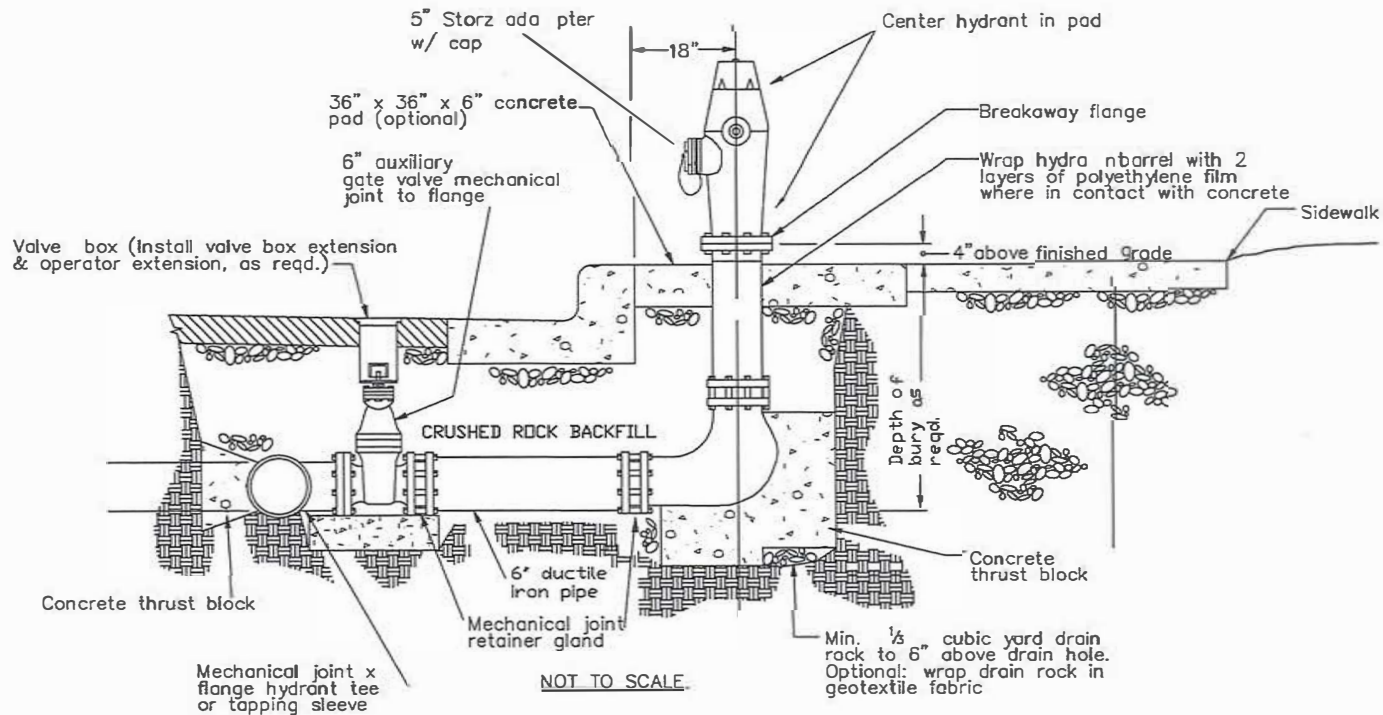 5" Storz ada pter
w/ cap
18"
Center hydrant in pad
36" x 36" x 6" concrete
pad (optional)
Breakaway flange
6" auxiliary
gate valve mechanical
joint to flange
Wrap hydra nbarrel with 2
layers of polyethylene film
where in contact with concrete
Sidewalk
Valve box (Install valve box extension
& operator extension, as reqd.)
4" above finished grade
CRUSHED ROCK BACKFILL
Depth of
bury as
reqd.
Concrete thrust block
6" ductile
iron pipe
Concrete
thrust block
Mechanical joint
retainer gland
Min. ⅓ cubic yard drain
rock to 6" above drain hole.
Optional: wrap drain rock in
geotextile fabric
Mechanical joint x
flange hydrant tee
or tapping sleeve
NOT TO SCALE.